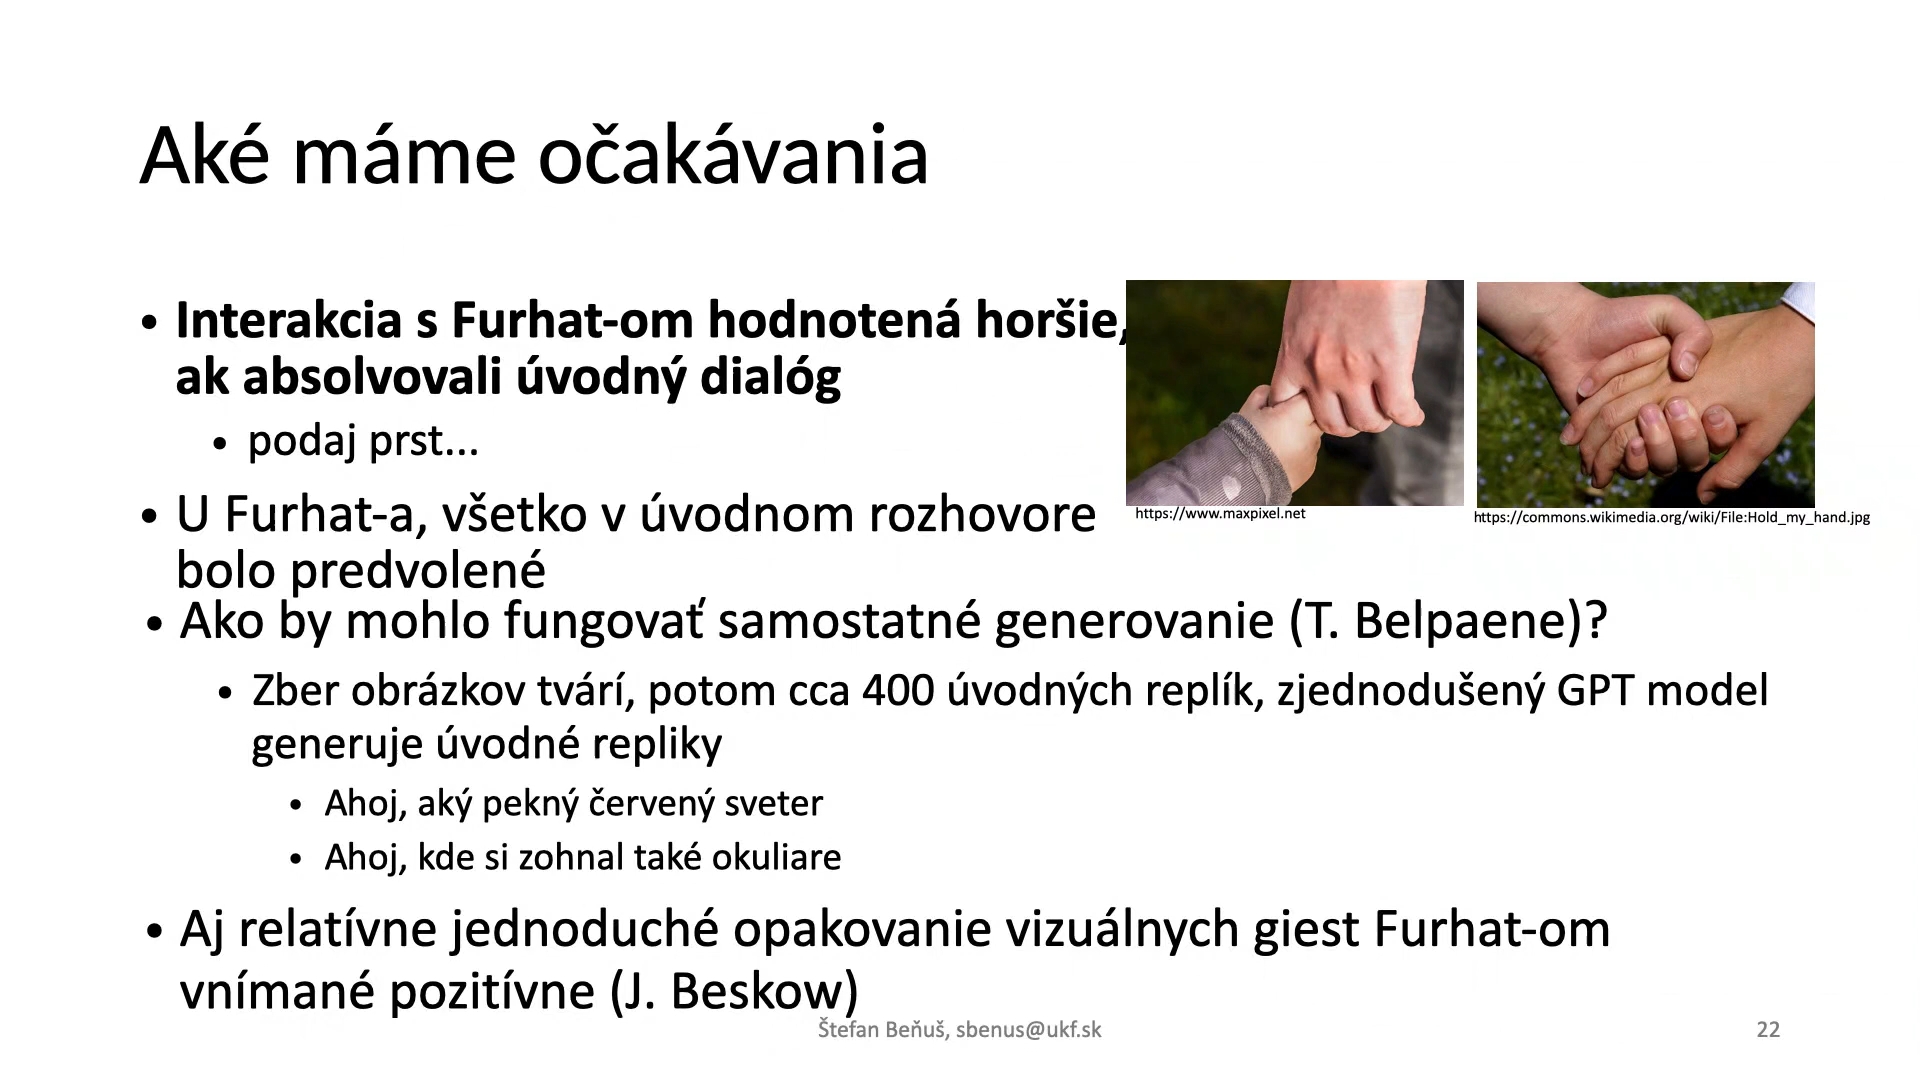 Aké máme očakávania
• Interakcia s Furhat-om hodnotená horšie,
ak absolvovali úvodný dialóg
• podaj prst...
• U Furhat-a, všetko v úvodnom rozhovore
bolo predvolené
https://www.maxpixel.net
https://commons.wikimedia.org/wiki/File:Hold_my_hand.jpg
• Ako by mohlo fungovať samostatné generovanie (T. Belpaene)?
• Zber obrázkov tvárí, potom cca 400 úvodných replík, zjednodušený GPT model
generuje úvodné repliky
• Ahoj, aký pekný červený sveter
• Ahoj, kde si zohnal také okuliare
• Aj relatívne jednoduché opakovanie vizuálnych giest Furhat-om
vnímané pozitívne (J. Beskow)
Štefan Beňuš, sbenus@ukf.sk
22